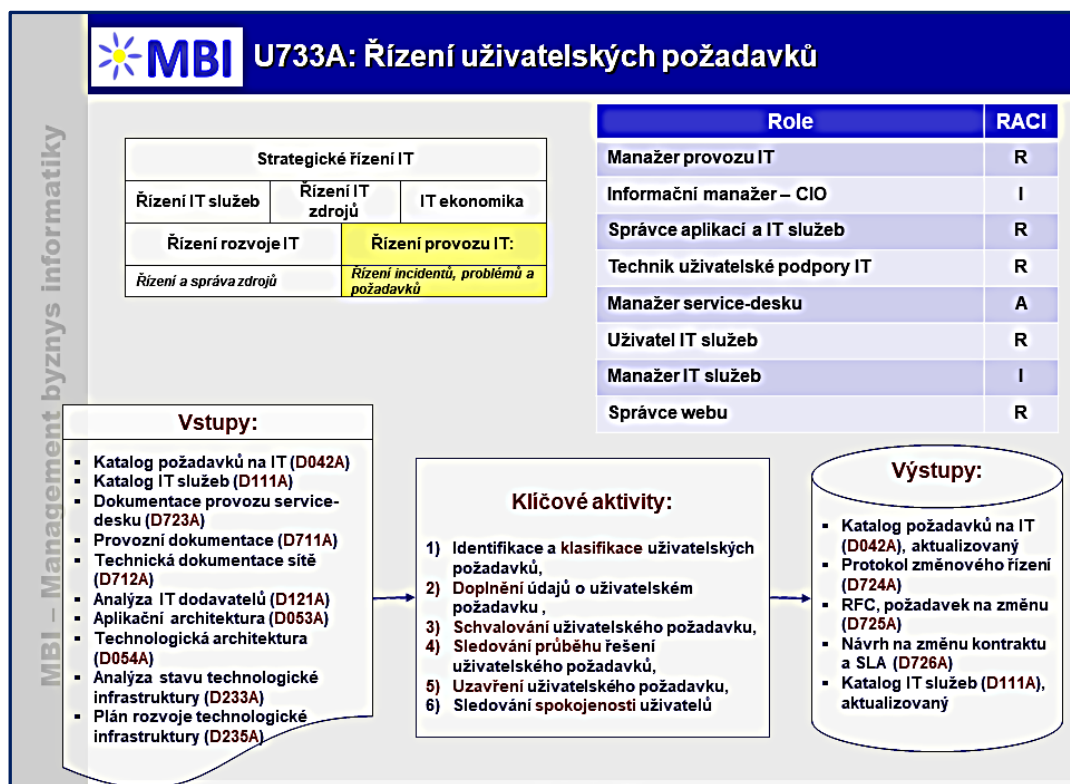 MBI
U733A: Řízení uživatelských požadavků
MBI – Management byznys informatiky
Strategické řízení IT
Řízení IT služeb
Řízení IT
zdrojů
IT ekonomika
Řízení rozvoje IT
Řízení provozu IT:
Řízení a správa zdrojů
Řízení incidentů, problémů a
požadavků
Role RACI
Manažer provozu IT R
Informační manažer – CIO I
Správce aplikací a IT služeb R
Technik uživatelské podpory IT R
Manažer service-desku A
Uživatel IT služeb R
Manažer IT služeb I
Správce webu R
Vstupy:
▪ Katalog požadavků na IT (D042A)
▪ Katalog IT služeb (D111A)
▪ Dokumentace provozu service-
desku (D723A)
▪ Provozní dokumentace (D711A)
▪ Technická dokumentace sítě
(D712A)
▪ Analýza IT dodavatelů (D121A)
▪ Aplikační architektura (D053A)
▪ Technologická architektura
(D054A)
▪ Analýza stavu technologické
infrastruktury (D233A)
▪ Plán rozvoje technologické
infrastruktury (D235A)
Klíčové aktivity:
1) Identifikace a klasifikace uživatelských
požadavků,
2) Doplnění údajů o uživatelském
požadavku ,
3) Schvalování uživatelského požadavku,
4) Sledování průběhu řešení
uživatelského požadavků,
5) Uzavření uživatelského požadavku,
6) Sledování spokojenosti uživatelů
Výstupy:
▪ Katalog požadavků na IT
(D042A), aktualizovaný
▪ Protokol změnového řízení
(D724A)
▪ RFC, požadavek na změnu
(D725A)
▪ Návrh na změnu kontraktu
a SLA (D726A)
▪ Katalog IT služeb (D111A),
aktualizovaný